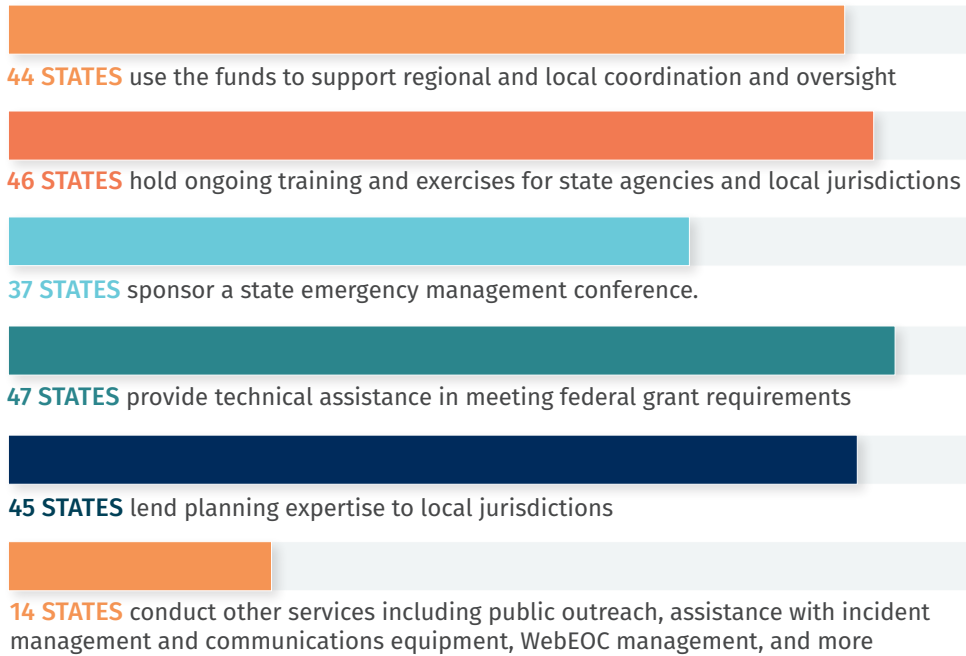 44 STATES use the funds to support regional and local coordination and oversight
46 STATES hold ongoing training and exercises for state agencies and local jurisdictions
37 STATES sponsor a state emergency management conference.
47 STATES provide technical assistance in meeting federal grant requirements
45 STATES lend planning expertise to local jurisdictions
14 STATES conduct other services including public outreach, assistance with incident
management and communications equipment, WebEOC management, and more